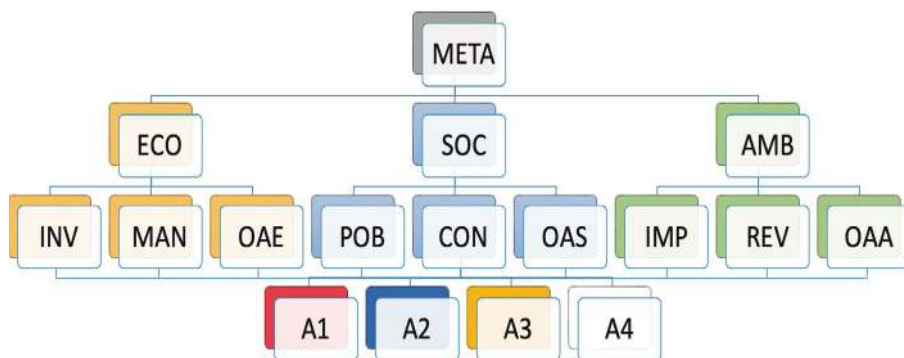 META
ECO SOC AMB
INV MAN OAE POB CON OAS IMP REV OAA
A1 A2 A3 A4